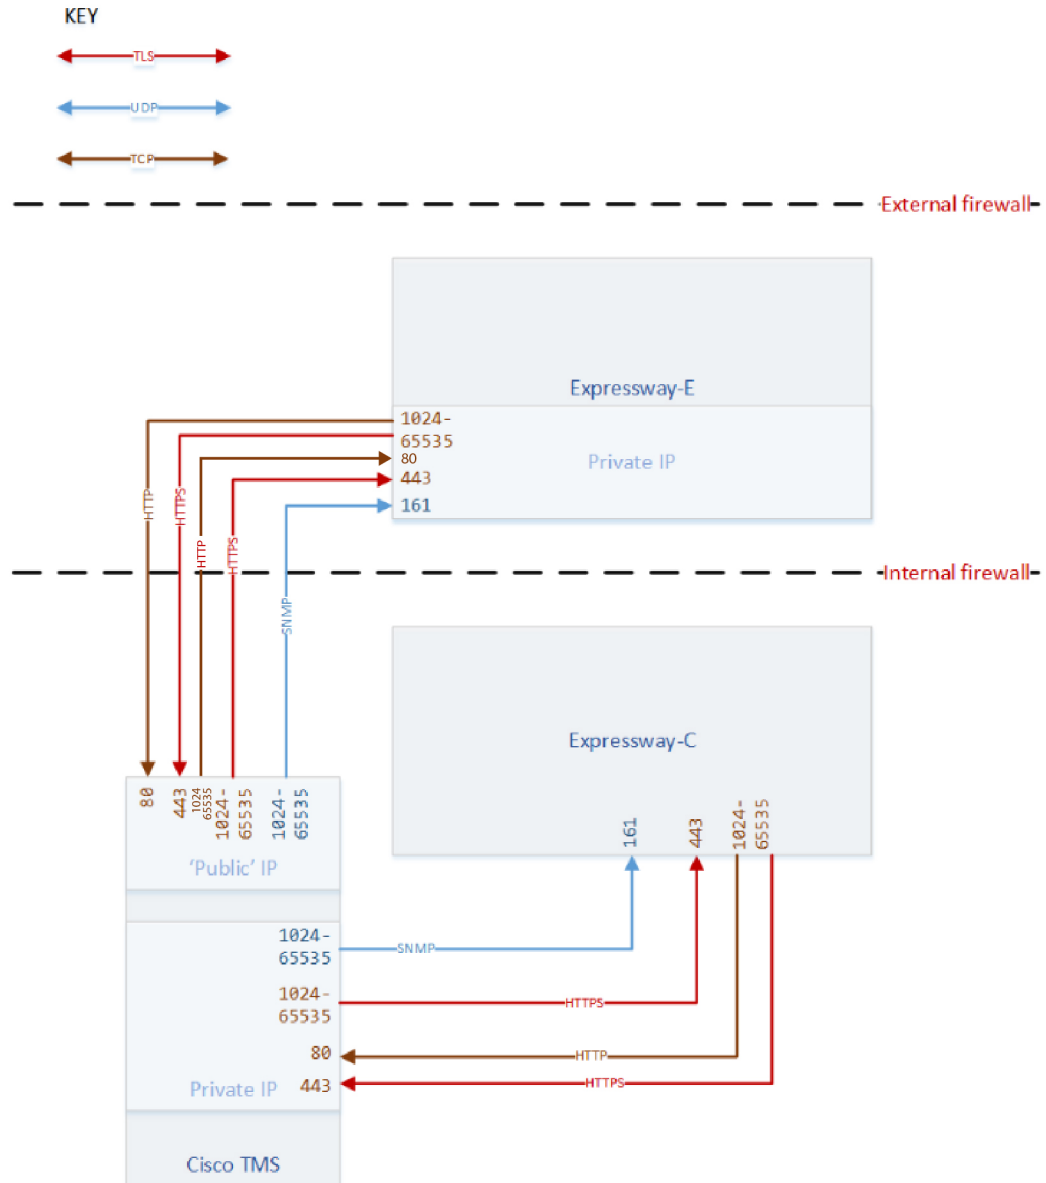 KEY
TLS
UDP
TCP
External firewall
Expressway-E
1024-
65535
80
443
161
Private IP
HTTP
HTTPS
HTTP
HTTPS
SNMP
Internal firewall
Expressway-C
161
443
1024-
65535
80
443
1024
65535
1024-
65535
1024-
65535
'Public' IP
1024-
65535
SNMP
1024-
65535
HTTPS
80
HTTP
Private IP
443
HTTPS
Cisco TMS